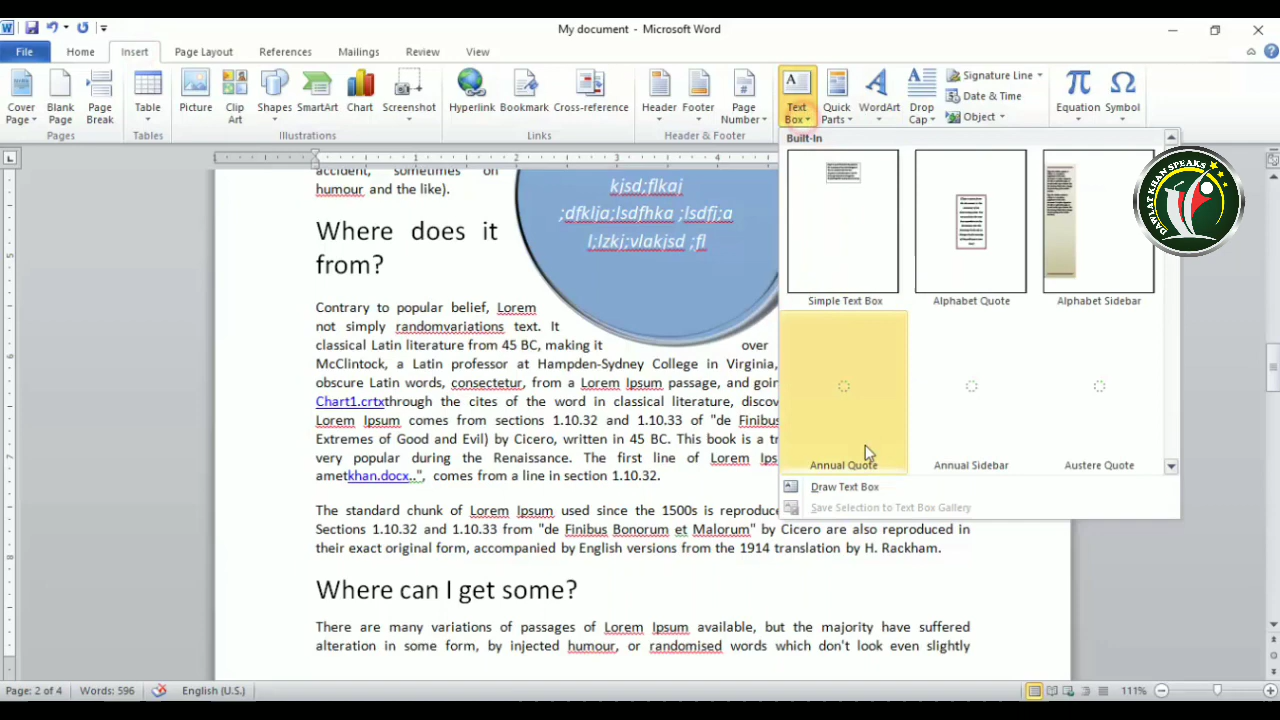 My document - Microsoft Word
File Home Insert Page Layout References Mailings Review View
Cover Page Blank Page Page Break Table Picture Clip Art Shapes SmartArt Chart Screenshot Hyperlink Bookmark Cross-reference Header Footer Page Number Text Box Quick Parts WordArt Drop Cap Signature Line Date & Time Object Equation Symbol
Pages Tables Illustrations Links Header & Footer
Built-In
Simple Text Box Alphabet Quote Alphabet Sidebar
Annual Quote Annual Sidebar Austere Quote
Draw Text Box
Save Selection to Text Box Gallery
DAWLAT KHAN SPEAKS
accident, sometimes on
humour and the like).
kjsd;flkaj
;dfklja;lsdfhka ;lsdfj;a
l;lzkj;vlakjsd ;fl
Where does it
from?
Contrary to popular belief, Lorem
not simply randomvariations text. It
classical Latin literature from 45 BC, making it over
McClintock, a Latin professor at Hampden-Sydney College in Virginia,
obscure Latin words, consectetur, from a Lorem Ipsum passage, and goin
Chart1.crtxthrough the cites of the word in classical literature, discov
Lorem Ipsum comes from sections 1.10.32 and 1.10.33 of "de Finibus
Extremes of Good and Evil) by Cicero, written in 45 BC. This book is a tr
very popular during the Renaissance. The first line of Lorem Ips
ametkhan.docx..", comes from a line in section 1.10.32.
The standard chunk of Lorem Ipsum used since the 1500s is reproduc
Sections 1.10.32 and 1.10.33 from "de Finibus Bonorum et Malorum" by Cicero are also reproduced in
their exact original form, accompanied by English versions from the 1914 translation by H. Rackham.
Where can I get some?
There are many variations of passages of Lorem Ipsum available, but the majority have suffered
alteration in some form, by injected humour, or randomised words which don't look even slightly
Page: 2 of 4 Words: 596 English (U.S.) 111%